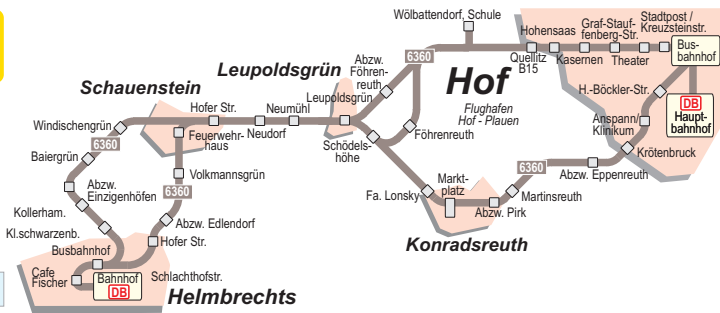 Wölbattendorf, Schule
Hohensaas
Graf-Stauf-
fenberg-Str.
Stadtpost /
Kreuzsteinstr.
Bus-
bahnhof
Quellitz
B15
Kasernen
Theater
6360
Hof
Flughafen
Hof - Plauen
H.-Böckler-Str.
DB
Haupt-
bahnhof
Anspann/
Klinikum
Krötenbruck
Abzw. Eppenreuth
6360
Martinsreuth
Abzw. Pirk
Markt-
platz
Konradsreuth
Fa. Lonsky
Abzw.
Föhren-
reuth
Föhrenreuth
Schödels-
höhe
Leupoldsgrün
Leupoldsgrün
Neumühl
Neudorf
Hofer Str.
Schauenstein
Feuerwehr-
haus
Windischengrün
6360
Baiergrün
Abzw.
Einzigenhöfen
Kollerham.
Kl.schwarzenb.
Volkmannsgrün
6360
Abzw. Edlendorf
Hofer Str.
Busbahnhof
Cafe
Fischer
Bahnhof
DB
Schlachthofstr.
Helmbrechts